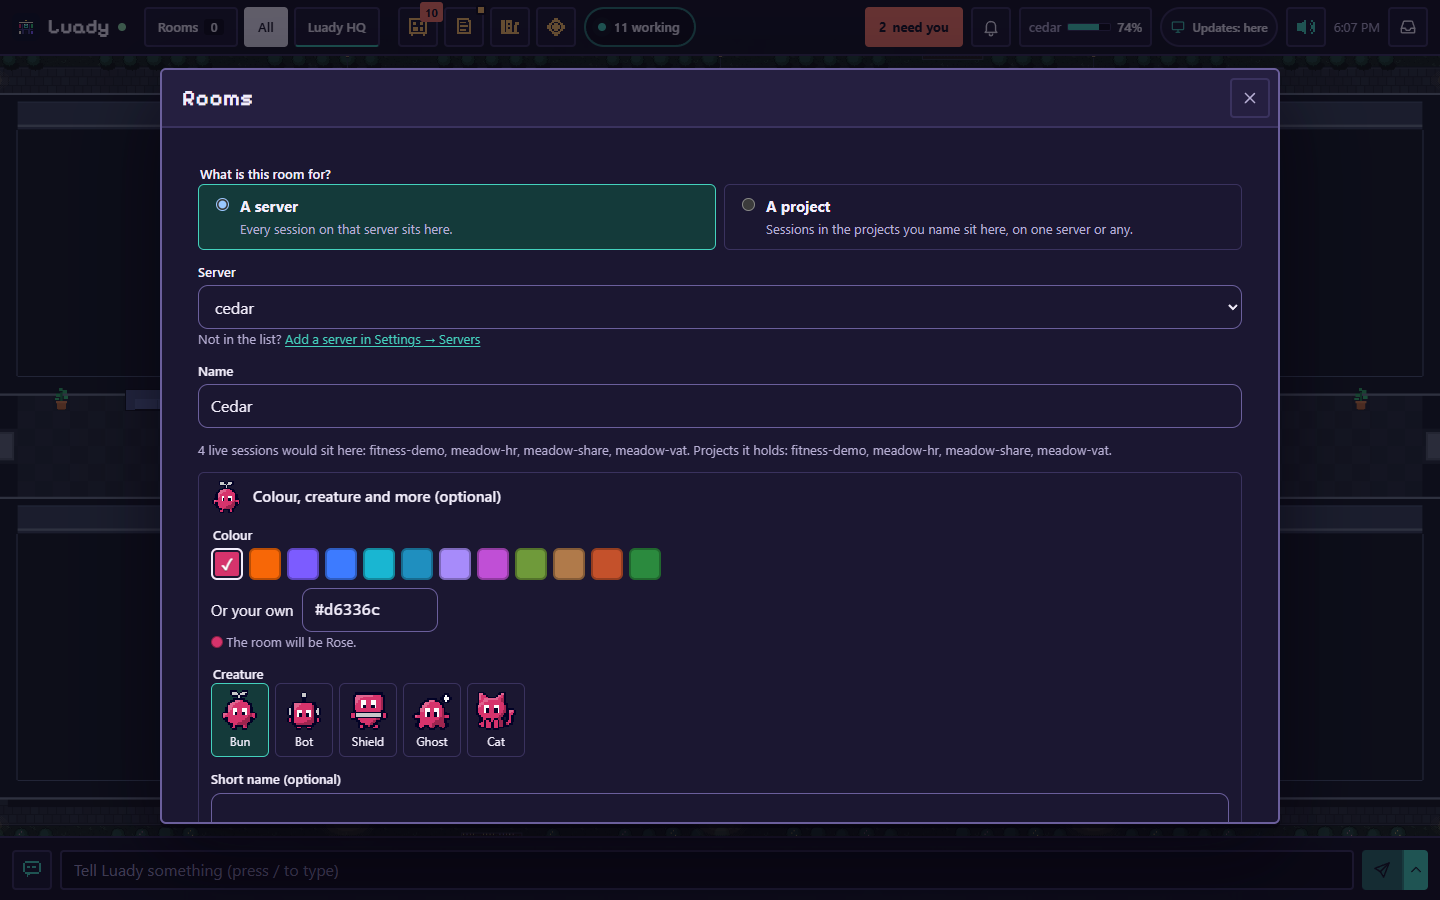 Luady
Rooms 0
All
Luady HQ
10
11 working
2 need you
cedar 74%
Updates: here
6:07 PM
Rooms
What is this room for?
A server
Every session on that server sits here.
A project
Sessions in the projects you name sit here, on one server or any.
Server
cedar
Not in the list? Add a server in Settings → Servers
Name
Cedar
4 live sessions would sit here: fitness-demo, meadow-hr, meadow-share, meadow-vat. Projects it holds: fitness-demo, meadow-hr, meadow-share, meadow-vat.
Colour, creature and more (optional)
Colour
Or your own #d6336c
The room will be Rose.
Creature
Bun
Bot
Shield
Ghost
Cat
Short name (optional)
Tell Luady something (press / to type)